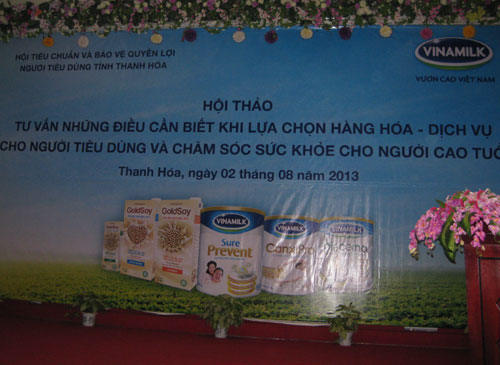 HỘI TIÊU CHUẨN VÀ BẢO VỆ QUYỀN LỢI
NGƯỜI TIÊU DÙNG TỈNH THANH HÓA
VINAMILK
VƯƠN CAO VIỆT NAM
HỘI THẢO
TƯ VẤN NHỮNG ĐIỀU CẦN BIẾT KHI LỰA CHỌN HÀNG HÓA - DỊCH VỤ
CHO NGƯỜI TIÊU DÙNG VÀ CHĂM SÓC SỨC KHỎE CHO NGƯỜI CAO TUỔ
Thanh Hóa, ngày 02 tháng 08 năm 2013
GoldSoy
GoldSoy
VINAMILK
Sure
Prevent
VINAMILK
VINAMILK